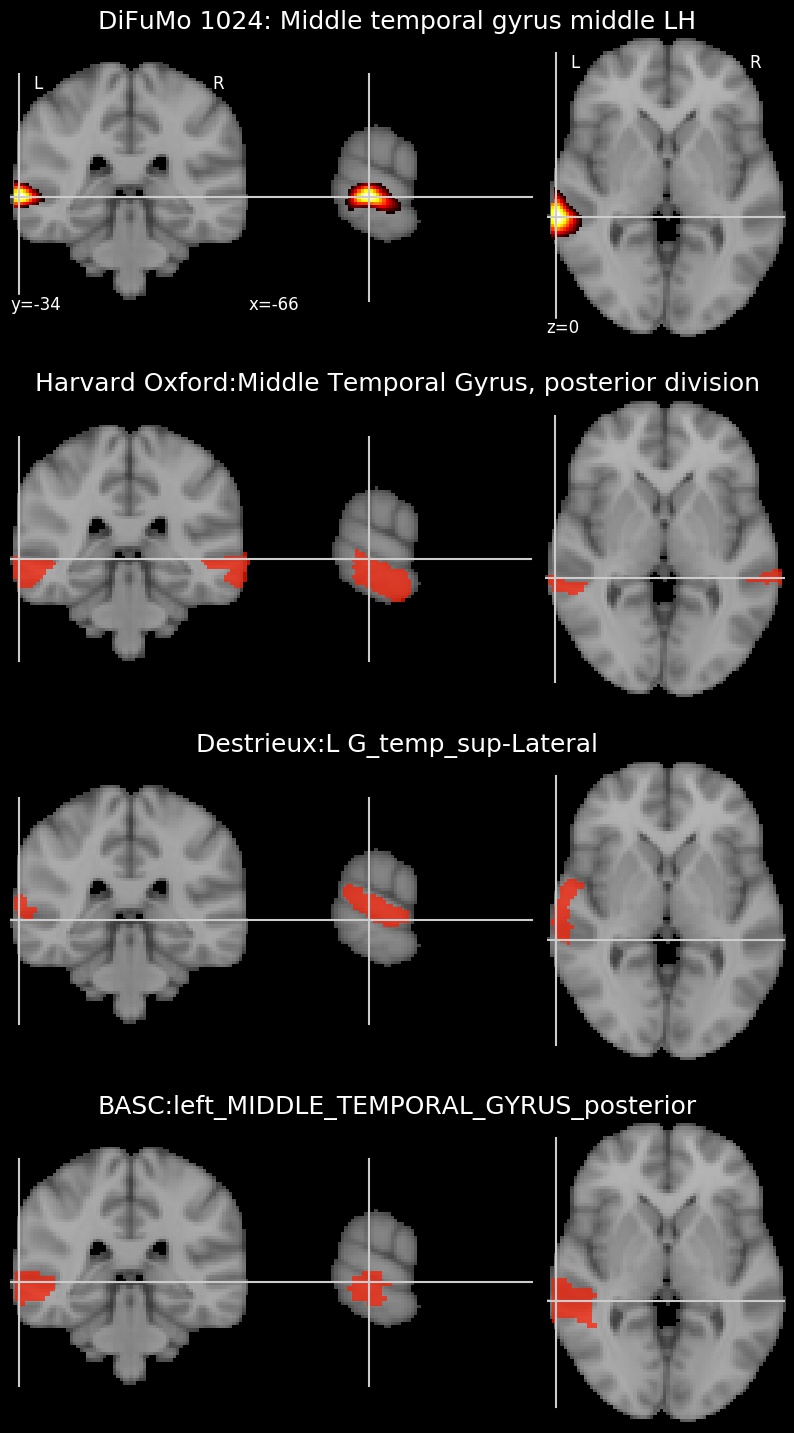 DiFuMo 1024: Middle temporal gyrus middle LH
L R L R
y=-34 x=-66 z=0
Harvard Oxford:Middle Temporal Gyrus, posterior division
Destrieux:L G_temp_sup-Lateral
BASC:left_MIDDLE_TEMPORAL_GYRUS_posterior